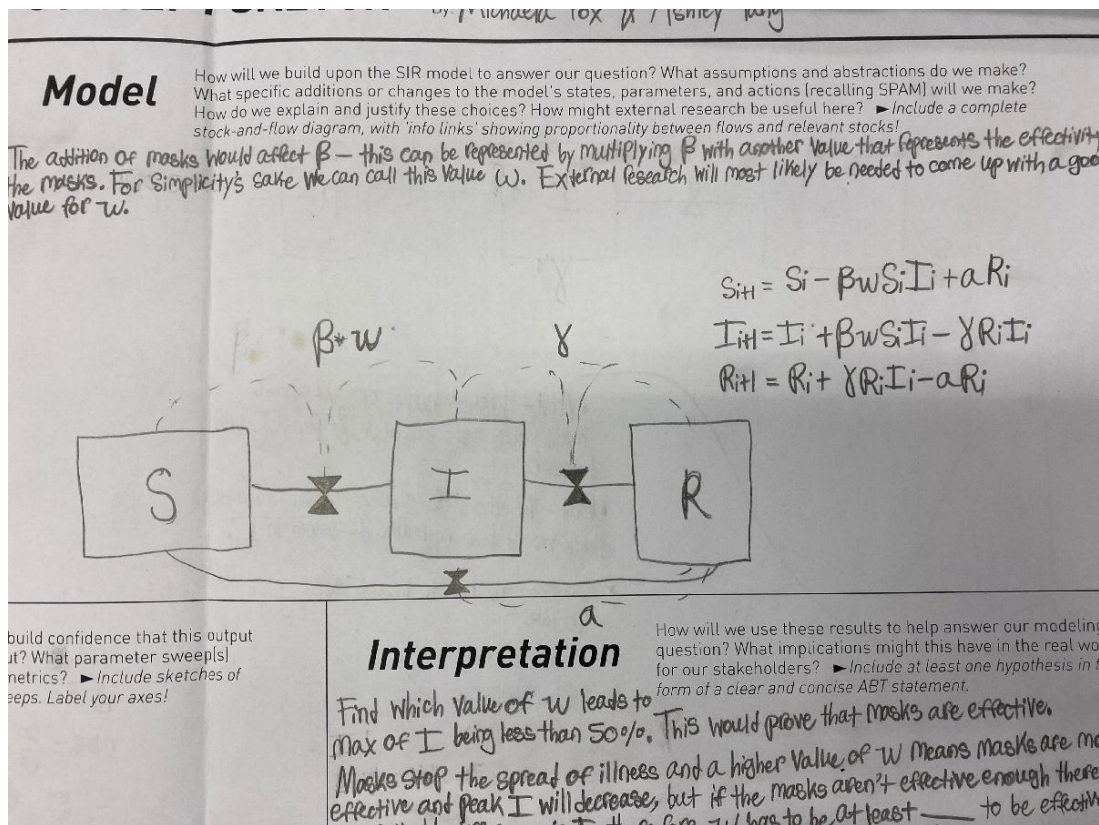 By: Michaela Fox & Ashley
Model
How will we build upon the SIR model to answer our question? What assumptions and abstractions do we make?
What specific additions or changes to the model's states, parameters, and actions (recalling SPAM) will we make?
How do we explain and justify these choices? How might external research be useful here? ►Include a complete
stock-and-flow diagram, with 'info links' showing proportionality between flows and relevant stocks!
The addition of masks would affect β – this can be represented by multiplying β with another value that represents the effectivity
the masks. For Simplicity's sake we can call this value w. External research will most likely be needed to come up with a goo
value for w.
Si+1 = Si - βwSiIi + aRi
Ii+1 = Ii + βwSiIi - γRiIi
Ri+1 = Ri + γRiIi - aRi
β*w γ
S I R
a
build confidence that this output
ut? What parameter sweep(s)
netrics? ►Include sketches of
eeps. Label your axes!
Interpretation
How will we use these results to help answer our modeling
question? What implications might this have in the real wo
for our stakeholders? ►Include at least one hypothesis in
form of a clear and concise ABT statement.
Find which value of w leads to
max of I being less than 50%. This would prove that masks are effective.
Masks stop the spread of illness and a higher value of w means masks are mo
effective and peak I will decrease, but if the masks aren't effective enough there
w has to be at least ___ to be effectiv